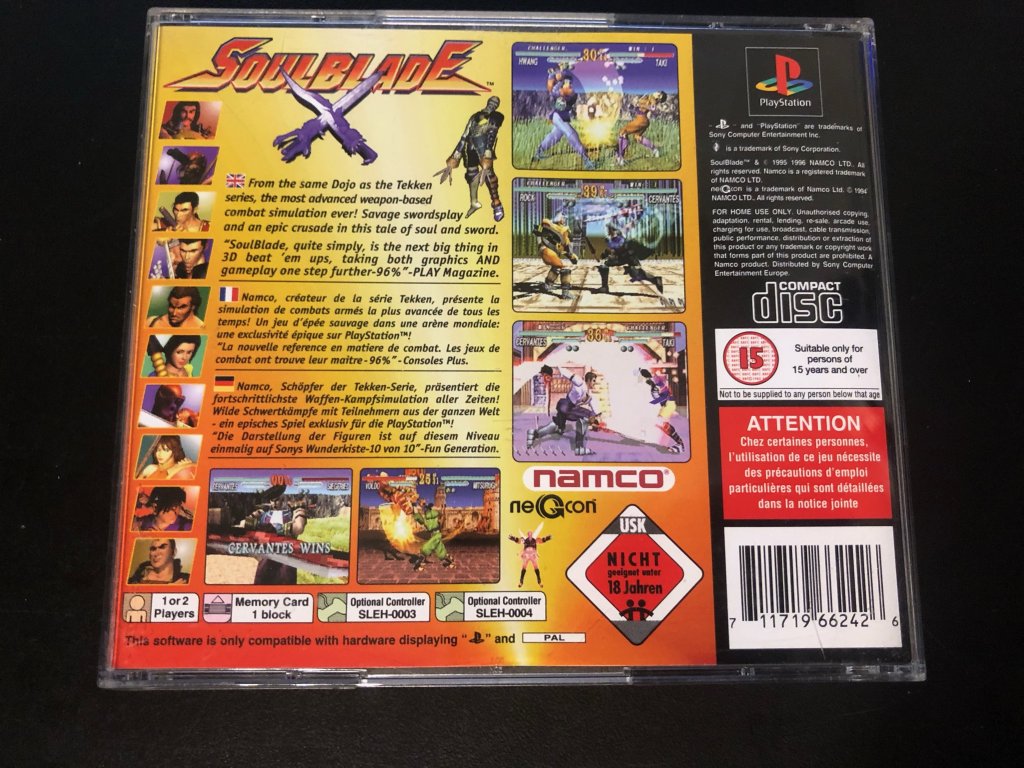 SOULBLADE™
From the same Dojo as the Tekken
series, the most advanced weapon-based
combat simulation ever! Savage swordsplay
and an epic crusade in this tale of soul and sword.
"SoulBlade, quite simply, is the next big thing in
3D beat 'em ups, taking both graphics AND
gameplay one step further-96%"-PLAY Magazine.
Namco, créateur de la série Tekken, présente la
simulation de combats armés la plus avancée de tous les
temps! Un jeu d'épée sauvage dans une arène mondiale:
une exclusivité épique sur PlayStation™!
"La nouvelle reference en matiere de combat. Les jeux de
combat ont trouve leur maitre-96%"-Consoles Plus.
Namco, Schöpfer der Tekken-Serie, präsentiert die
fortschrittlichste Waffen-Kampfsimulation aller Zeiten!
Wilde Schwertkämpfe mit Teilnehmern aus der ganzen Welt
- ein episches Spiel exklusiv für die PlayStation™!
"Die Darstellung der Figuren ist auf diesem Niveau
einmalig auf Sonys Wunderkiste-10 von 10"-Fun Generation.
CHALLENGER WIN : 1
HWANG 30 TAKI
CHALLENGER
ROCK 39 CERVANTES
CHALLENGER
CERVANTES 38 TAKI
CERVANTES SIEGFRIED
CERVANTES WINS
VOLDO 25 MITSURUGI
namco®
neGcon
USK
NICHT
geeignet unter
18 Jahren
1 or 2
Players
Memory Card
1 block
Optional Controller
SLEH-0003
Optional Controller
SLEH-0004
This software is only compatible with hardware displaying " " and PAL
PlayStation
" " and "PlayStation" are trademarks of
Sony Computer Entertainment Inc.
is a trademark of Sony Corporation.
SoulBlade™ & © 1995 1996 NAMCO LTD., All
rights reserved. Namco is a registered trademark
of NAMCO LTD.
neGcon is a trademark of Namco Ltd. © 1994
NAMCO LTD., All rights reserved.
FOR HOME USE ONLY. Unauthorised copying,
adaptation, rental, lending, re-sale, arcade use,
charging for use, broadcast, cable transmission,
public performance, distribution or extraction of
this product or any trademark or copyright work
that forms part of this product are prohibited. A
Namco product. Distributed by Sony Computer
Entertainment Europe.
COMPACT
disc
15
Suitable only for
persons of
15 years and over
Not to be supplied to any person below that age
ATTENTION
Chez certaines personnes,
l'utilisation de ce jeu nécessite
des précautions d'emploi
particulières qui sont détaillées
dans la notice jointe
7 11719 66242 6